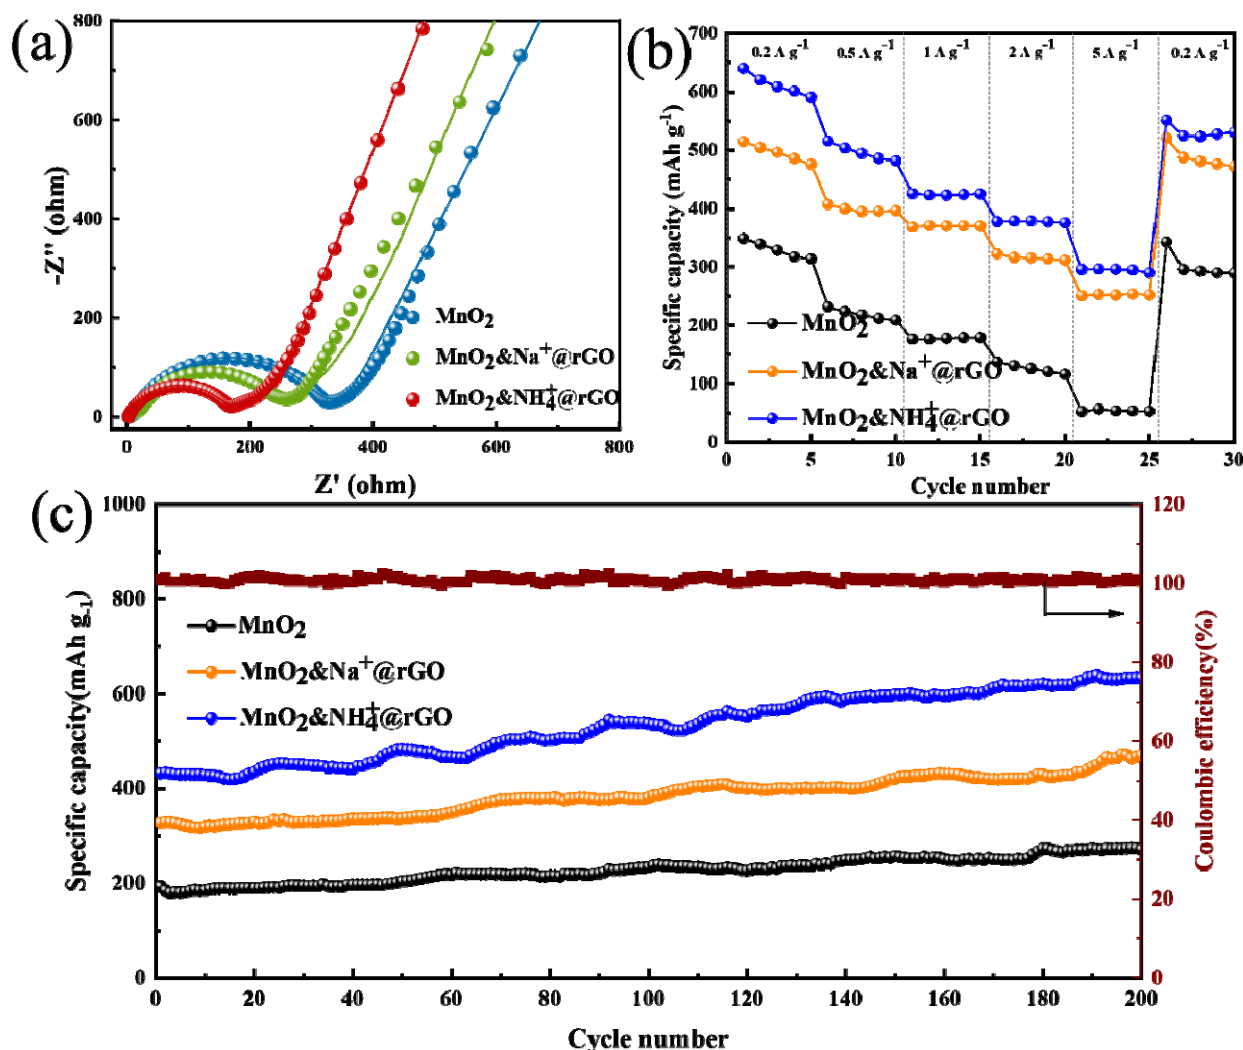 (a)
800
600
400
200
0
-Z'' (ohm)
MnO2
MnO2&Na+@rGO
MnO2&NH4+@rGO
0 200 400 600 800
Z' (ohm)
(b)
700
600
500
400
300
200
100
0
Specific capacity (mAh g-1)
0.2 A g-1 0.5 A g-1 1 A g-1 2 A g-1 5 A g-1 0.2 A g-1
MnO2
MnO2&Na+@rGO
MnO2&NH4+@rGO
0 5 10 15 20 25 30
Cycle number
(c)
1000
800
600
400
200
0
Specific capacity(mAh g-1)
MnO2
MnO2&Na+@rGO
MnO2&NH4+@rGO
120
100
80
60
40
20
0
Coulombic efficiency(%)
0 20 40 60 80 100 120 140 160 180 200
Cycle number